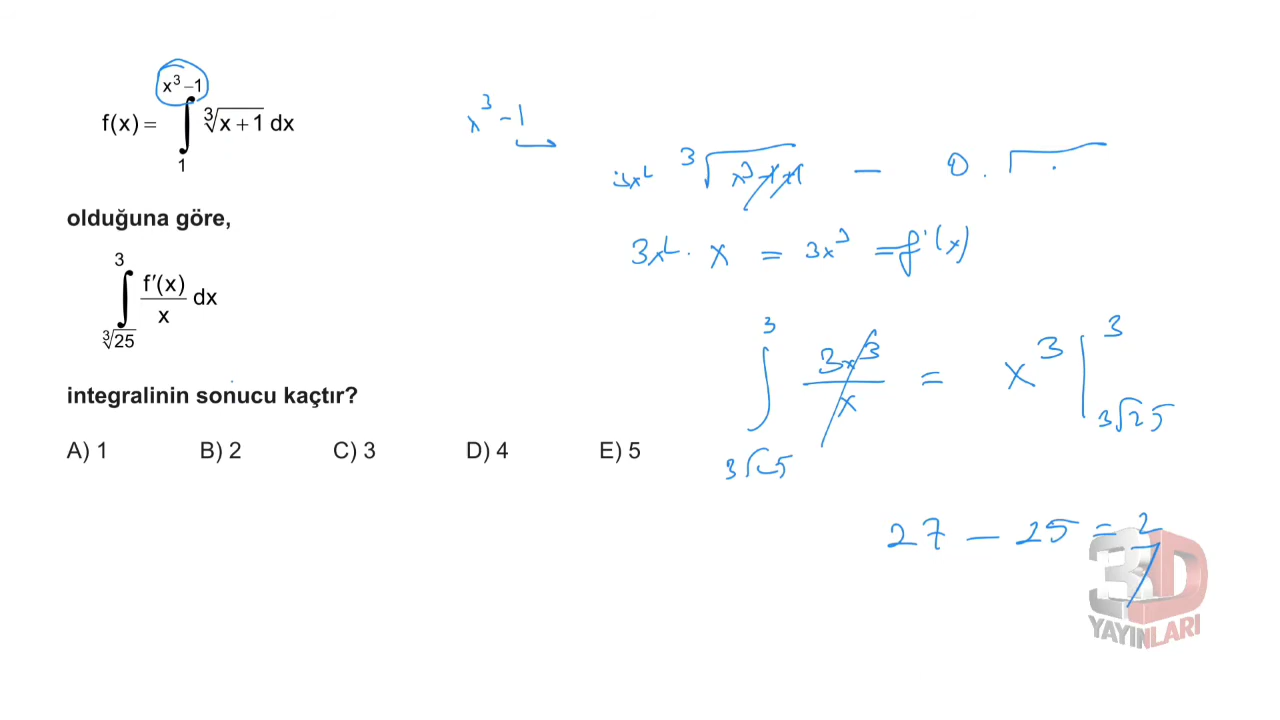 f(x) = ∫₁^(x³−1) ∛(x+1) dx
olduğuna göre,
∫_(∛25)^3 f′(x)/x dx
integralinin sonucu kaçtır?
A) 1 B) 2 C) 3 D) 4 E) 5
x³ − 1
3x² ∛(x³ −1 +1) − 0 . √ .
3x² . x = 3x³ = f'(x)
∫_(3√25)^3 3x³/x = x³ |_(3√25)^3
27 − 25 = 2
3D
YAYINLARI